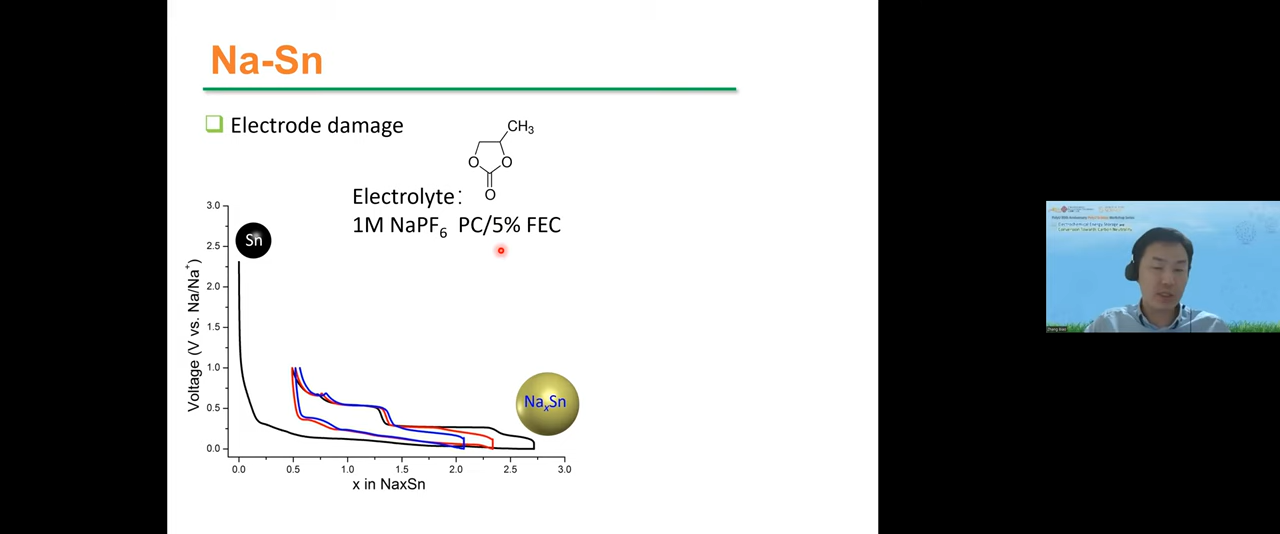 Na-Sn
Electrode damage
CH3
O O
O
Electrolyte:
1M NaPF6 PC/5% FEC
Sn
NaxSn
Voltage (V vs. Na/Na+)
3.0
2.5
2.0
1.5
1.0
0.5
0.0
0.0 0.5 1.0 1.5 2.0 2.5 3.0
x in NaxSn